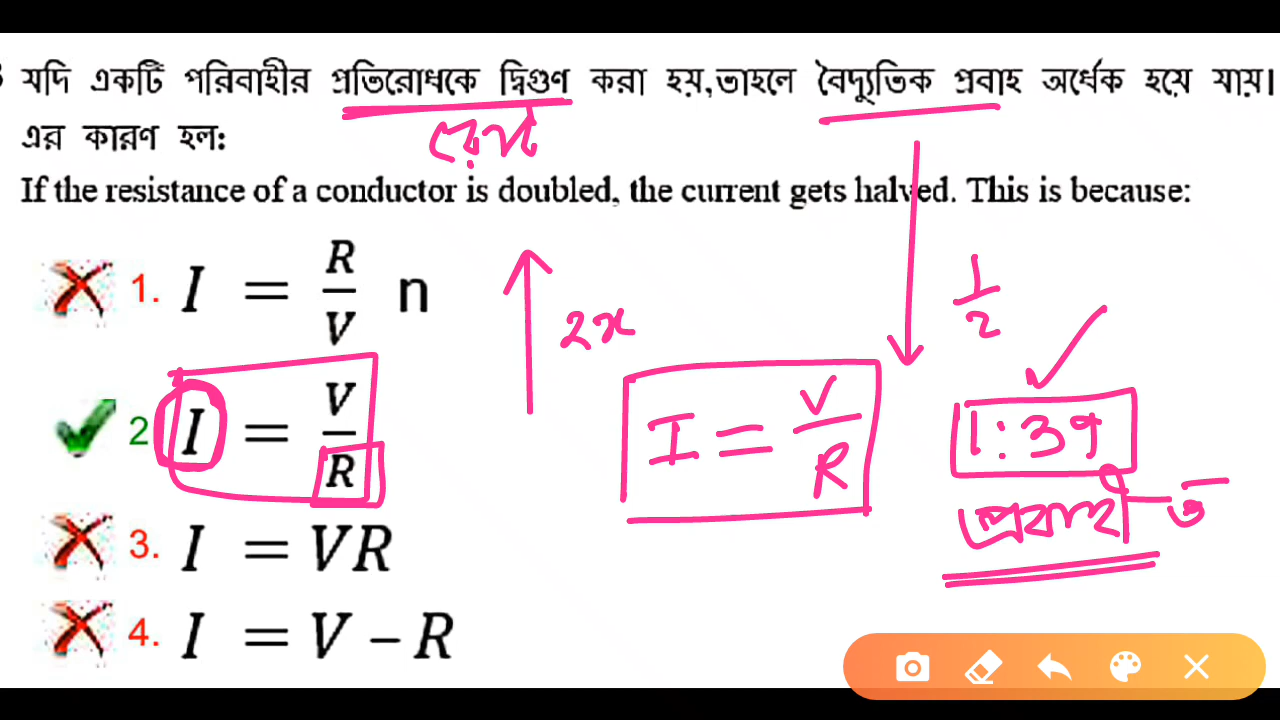 যদি একটি পরিবাহীর প্রতিরোধকে দ্বিগুণ করা হয়,তাহলে বৈদ্যুতিক প্রবাহ অর্ধেক হয়ে যায়।
এর কারণ হল:
If the resistance of a conductor is doubled, the current gets halved. This is because:
1. I = R/V n
2x
1/2
2 I = V/R
I = V/R
1:39
প্রবাহ
3. I = VR
4. I = V – R